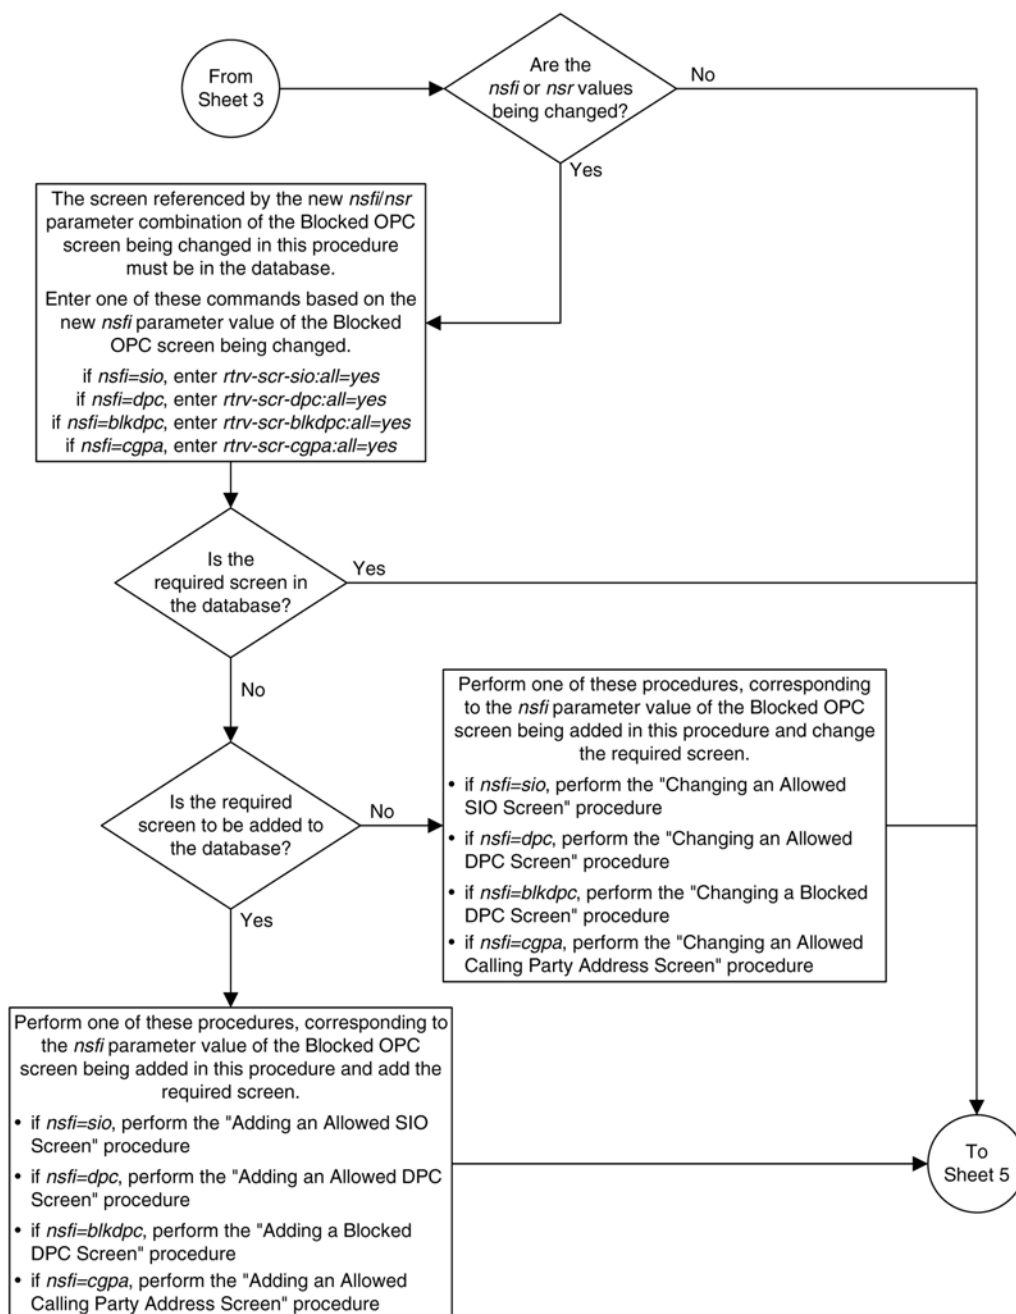 From
Sheet 3
Are the
nsfi or nsr values
being changed?
No
Yes
The screen referenced by the new nsfi/nsr
parameter combination of the Blocked OPC
screen being changed in this procedure
must be in the database.
Enter one of these commands based on the
new nsfi parameter value of the Blocked
OPC screen being changed.
if nsfi=sio, enter rtrv-scr-sio:all=yes
if nsfi=dpc, enter rtrv-scr-dpc:all=yes
if nsfi=blkdpc, enter rtrv-scr-blkdpc:all=yes
if nsfi=cgpa, enter rtrv-scr-cgpa:all=yes
Is the
required screen in
the database?
Yes
No
Is the required
screen to be added to
the database?
No
Yes
Perform one of these procedures, corresponding
to the nsfi parameter value of the Blocked OPC
screen being added in this procedure and change
the required screen.
• if nsfi=sio, perform the "Changing an Allowed
SIO Screen" procedure
• if nsfi=dpc, perform the "Changing an Allowed
DPC Screen" procedure
• if nsfi=blkdpc, perform the "Changing a Blocked
DPC Screen" procedure
• if nsfi=cgpa, perform the "Changing an Allowed
Calling Party Address Screen" procedure
Perform one of these procedures, corresponding to
the nsfi parameter value of the Blocked OPC
screen being added in this procedure and add the
required screen.
• if nsfi=sio, perform the "Adding an Allowed SIO
Screen" procedure
• if nsfi=dpc, perform the "Adding an Allowed DPC
Screen" procedure
• if nsfi=blkdpc, perform the "Adding a Blocked
DPC Screen" procedure
• if nsfi=cgpa, perform the "Adding an Allowed
Calling Party Address Screen" procedure
To
Sheet 5